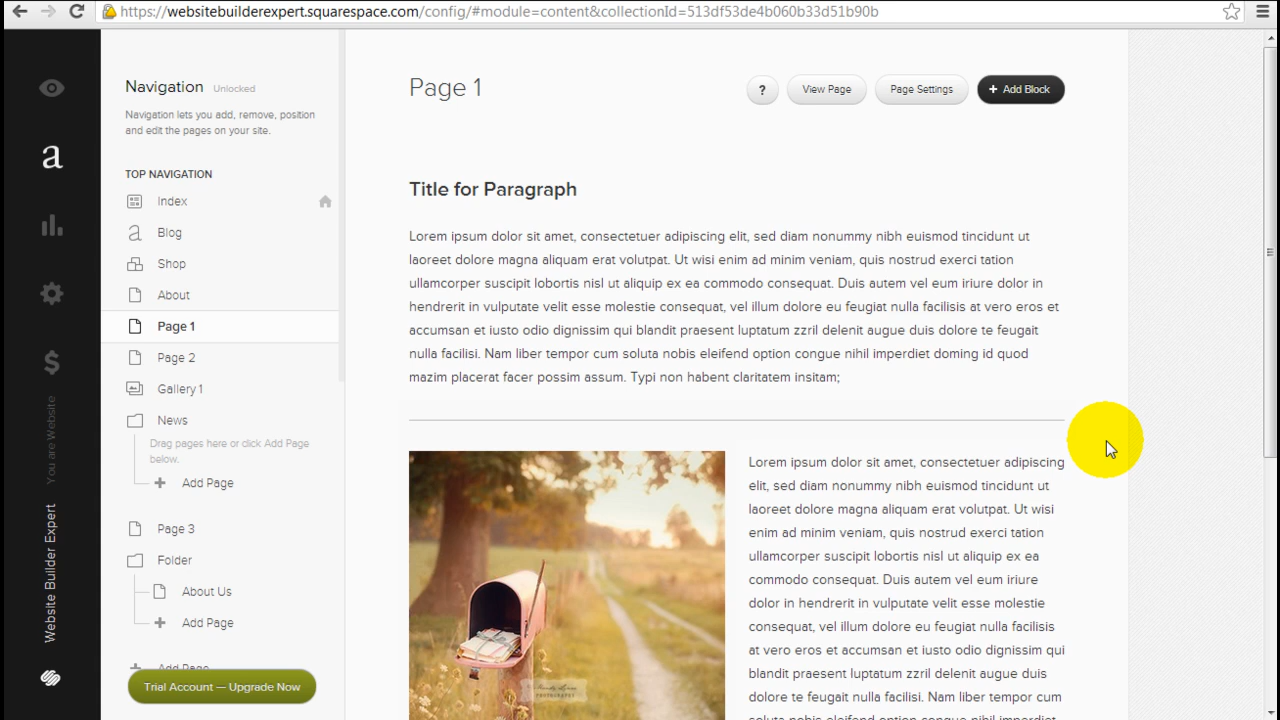 https://websitebuilderexpert.squarespace.com/config/#module=content&collectionId=513df53de4b060b33d51b90b
a
You are Website
Website Builder Expert
Navigation Unlocked
Navigation lets you add, remove, position
and edit the pages on your site.
TOP NAVIGATION
Index
Blog
Shop
About
Page 1
Page 2
Gallery 1
News
Drag pages here or click Add Page
below.
Add Page
Page 3
Folder
About Us
Add Page
Add Page
Trial Account — Upgrade Now
Page 1
?
View Page
Page Settings
+ Add Block
Title for Paragraph
Lorem ipsum dolor sit amet, consectetuer adipiscing elit, sed diam nonummy nibh euismod tincidunt ut
laoreet dolore magna aliquam erat volutpat. Ut wisi enim ad minim veniam, quis nostrud exerci tation
ullamcorper suscipit lobortis nisl ut aliquip ex ea commodo consequat. Duis autem vel eum iriure dolor in
hendrerit in vulputate velit esse molestie consequat, vel illum dolore eu feugiat nulla facilisis at vero eros et
accumsan et iusto odio dignissim qui blandit praesent luptatum zzril delenit augue duis dolore te feugait
nulla facilisi. Nam liber tempor cum soluta nobis eleifend option congue nihil imperdiet doming id quod
mazim placerat facer possim assum. Typi non habent claritatem insitam;
Lorem ipsum dolor sit amet, consectetuer adipiscing
elit, sed diam nonummy nibh euismod tincidunt ut
laoreet dolore magna aliquam erat volutpat. Ut wisi
enim ad minim veniam, quis nostrud exerci tation
ullamcorper suscipit lobortis nisl ut aliquip ex ea
commodo consequat. Duis autem vel eum iriure
dolor in hendrerit in vulputate velit esse molestie
consequat, vel illum dolore eu feugiat nulla facilisis
at vero eros et accumsan et iusto odio dignissim qui
blandit praesent luptatum zzril delenit augue duis
dolore te feugait nulla facilisi. Nam liber tempor cum
PHOTOGRAPHY